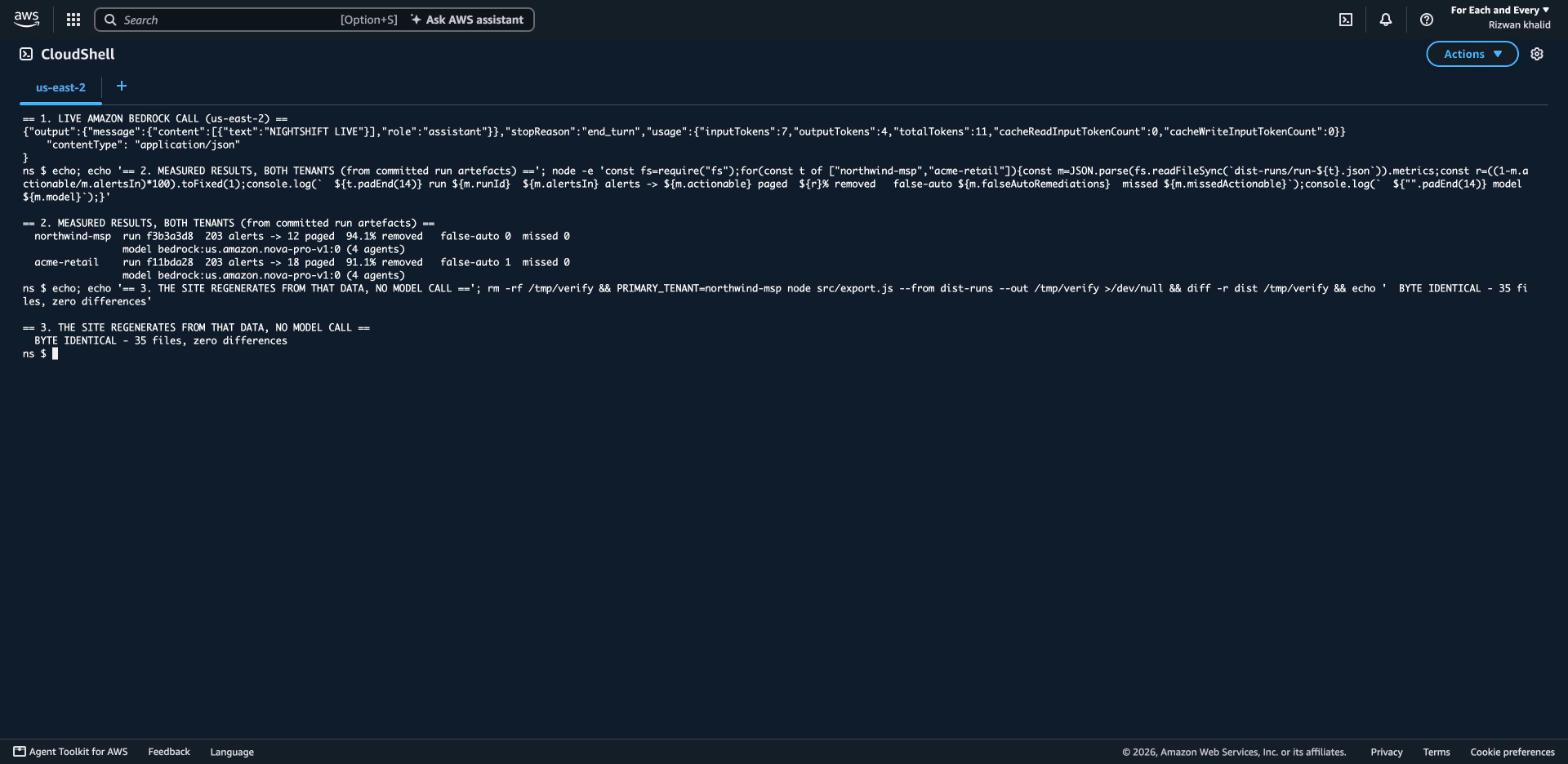 aws
Search [Option+S] Ask AWS assistant
For Each and Every ▼
Rizwan khalid
CloudShell
Actions ▼
us-east-2 +
== 1. LIVE AMAZON BEDROCK CALL (us-east-2) ==
{"output":{"message":{"content":[{"text":"NIGHTSHIFT LIVE"}],"role":"assistant"}},"stopReason":"end_turn","usage":{"inputTokens":7,"outputTokens":4,"totalTokens":11,"cacheReadInputTokenCount":0,"cacheWriteInputTokenCount":0}}
    "contentType": "application/json"
}
ns $ echo; echo '== 2. MEASURED RESULTS, BOTH TENANTS (from committed run artefacts) =='; node -e 'const fs=require("fs");for(const t of ["northwind-msp","acme-retail"]){const m=JSON.parse(fs.readFileSync(`dist-runs/run-${t}.json`)).metrics;const r=((1-m.a
ctionable/m.alertsIn)*100).toFixed(1);console.log(`  ${t.padEnd(14)} run ${m.runId}  ${m.alertsIn} alerts -> ${m.actionable} paged  ${r}% removed   false-auto ${m.falseAutoRemediations}  missed ${m.missedActionable}`);console.log(`  ${"".padEnd(14)} model
${m.model}`);}'
== 2. MEASURED RESULTS, BOTH TENANTS (from committed run artefacts) ==
  northwind-msp  run f3b3a3d8  203 alerts -> 12 paged  94.1% removed   false-auto 0  missed 0
                 model bedrock:us.amazon.nova-pro-v1:0 (4 agents)
  acme-retail    run f11bda28  203 alerts -> 18 paged  91.1% removed   false-auto 1  missed 0
                 model bedrock:us.amazon.nova-pro-v1:0 (4 agents)
ns $ echo; echo '== 3. THE SITE REGENERATES FROM THAT DATA, NO MODEL CALL =='; rm -rf /tmp/verify && PRIMARY_TENANT=northwind-msp node src/export.js --from dist-runs --out /tmp/verify >/dev/null && diff -r dist /tmp/verify && echo '  BYTE IDENTICAL - 35 fi
les, zero differences'
== 3. THE SITE REGENERATES FROM THAT DATA, NO MODEL CALL ==
  BYTE IDENTICAL - 35 files, zero differences
ns $
Agent Toolkit for AWS Feedback Language © 2026, Amazon Web Services, Inc. or its affiliates. Privacy Terms Cookie preferences